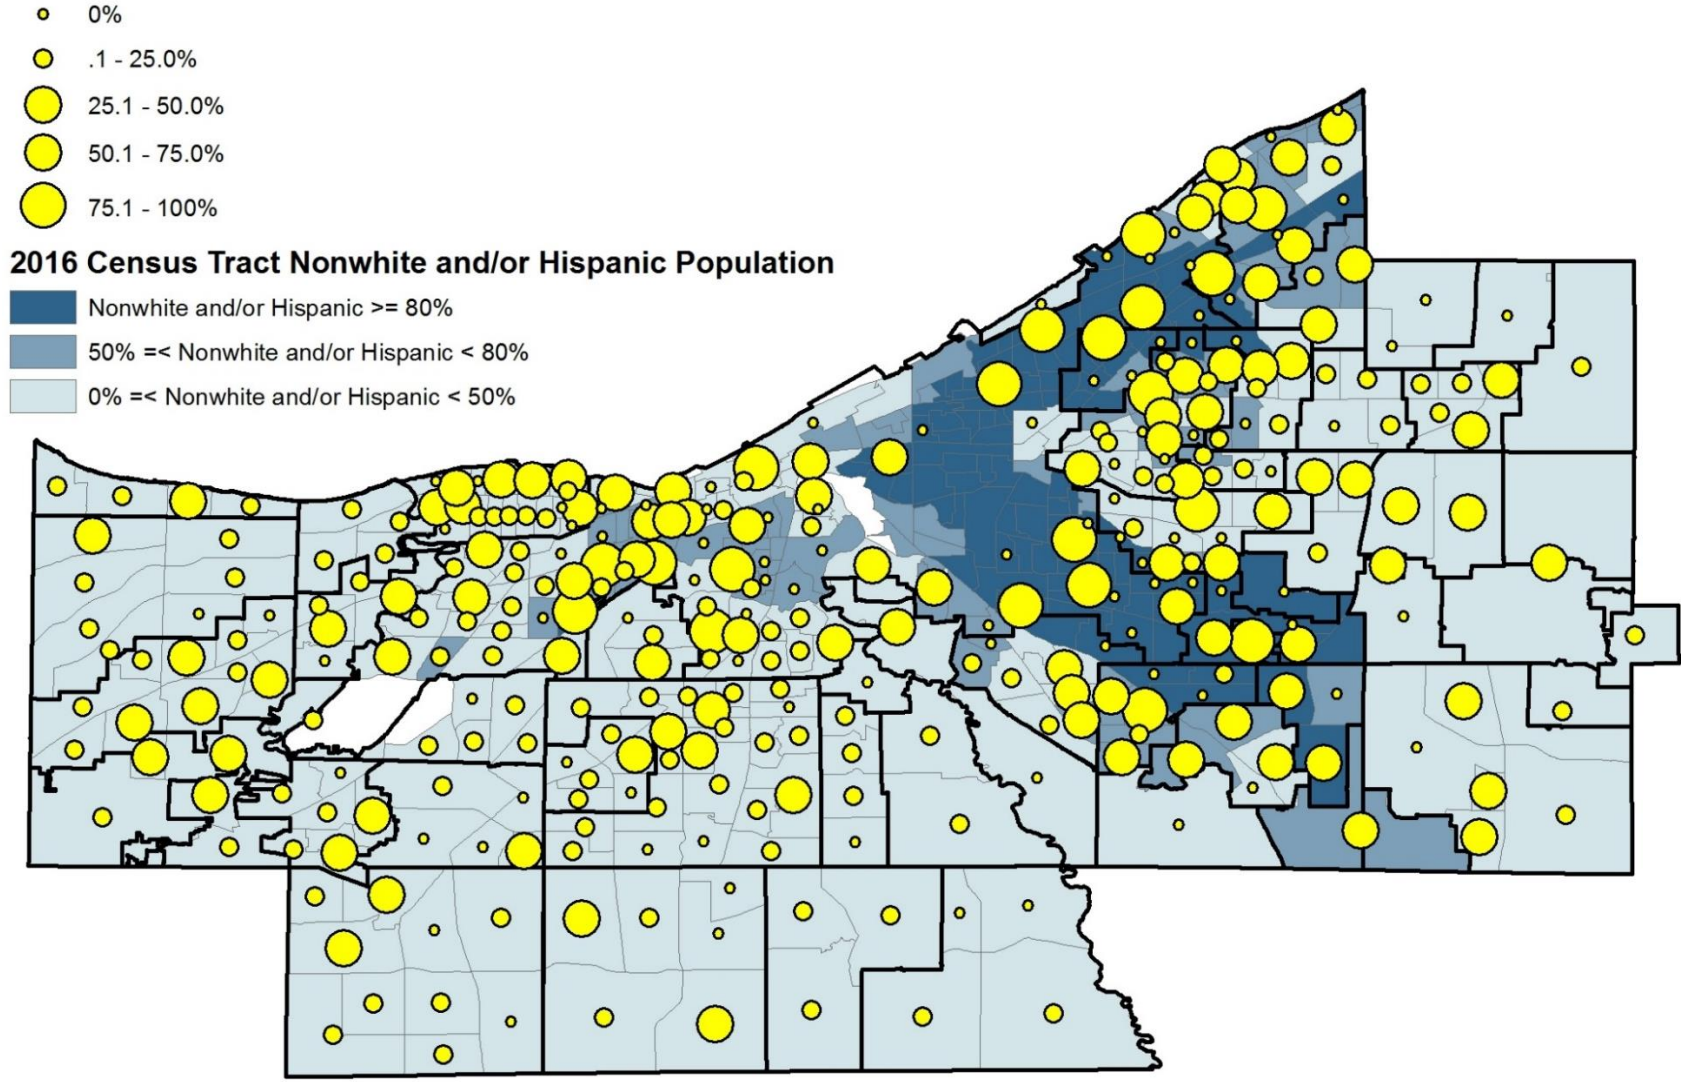 0%
.1 - 25.0%
25.1 - 50.0%
50.1 - 75.0%
75.1 - 100%
2016 Census Tract Nonwhite and/or Hispanic Population
Nonwhite and/or Hispanic >= 80%
50% =< Nonwhite and/or Hispanic < 80%
0% =< Nonwhite and/or Hispanic < 50%